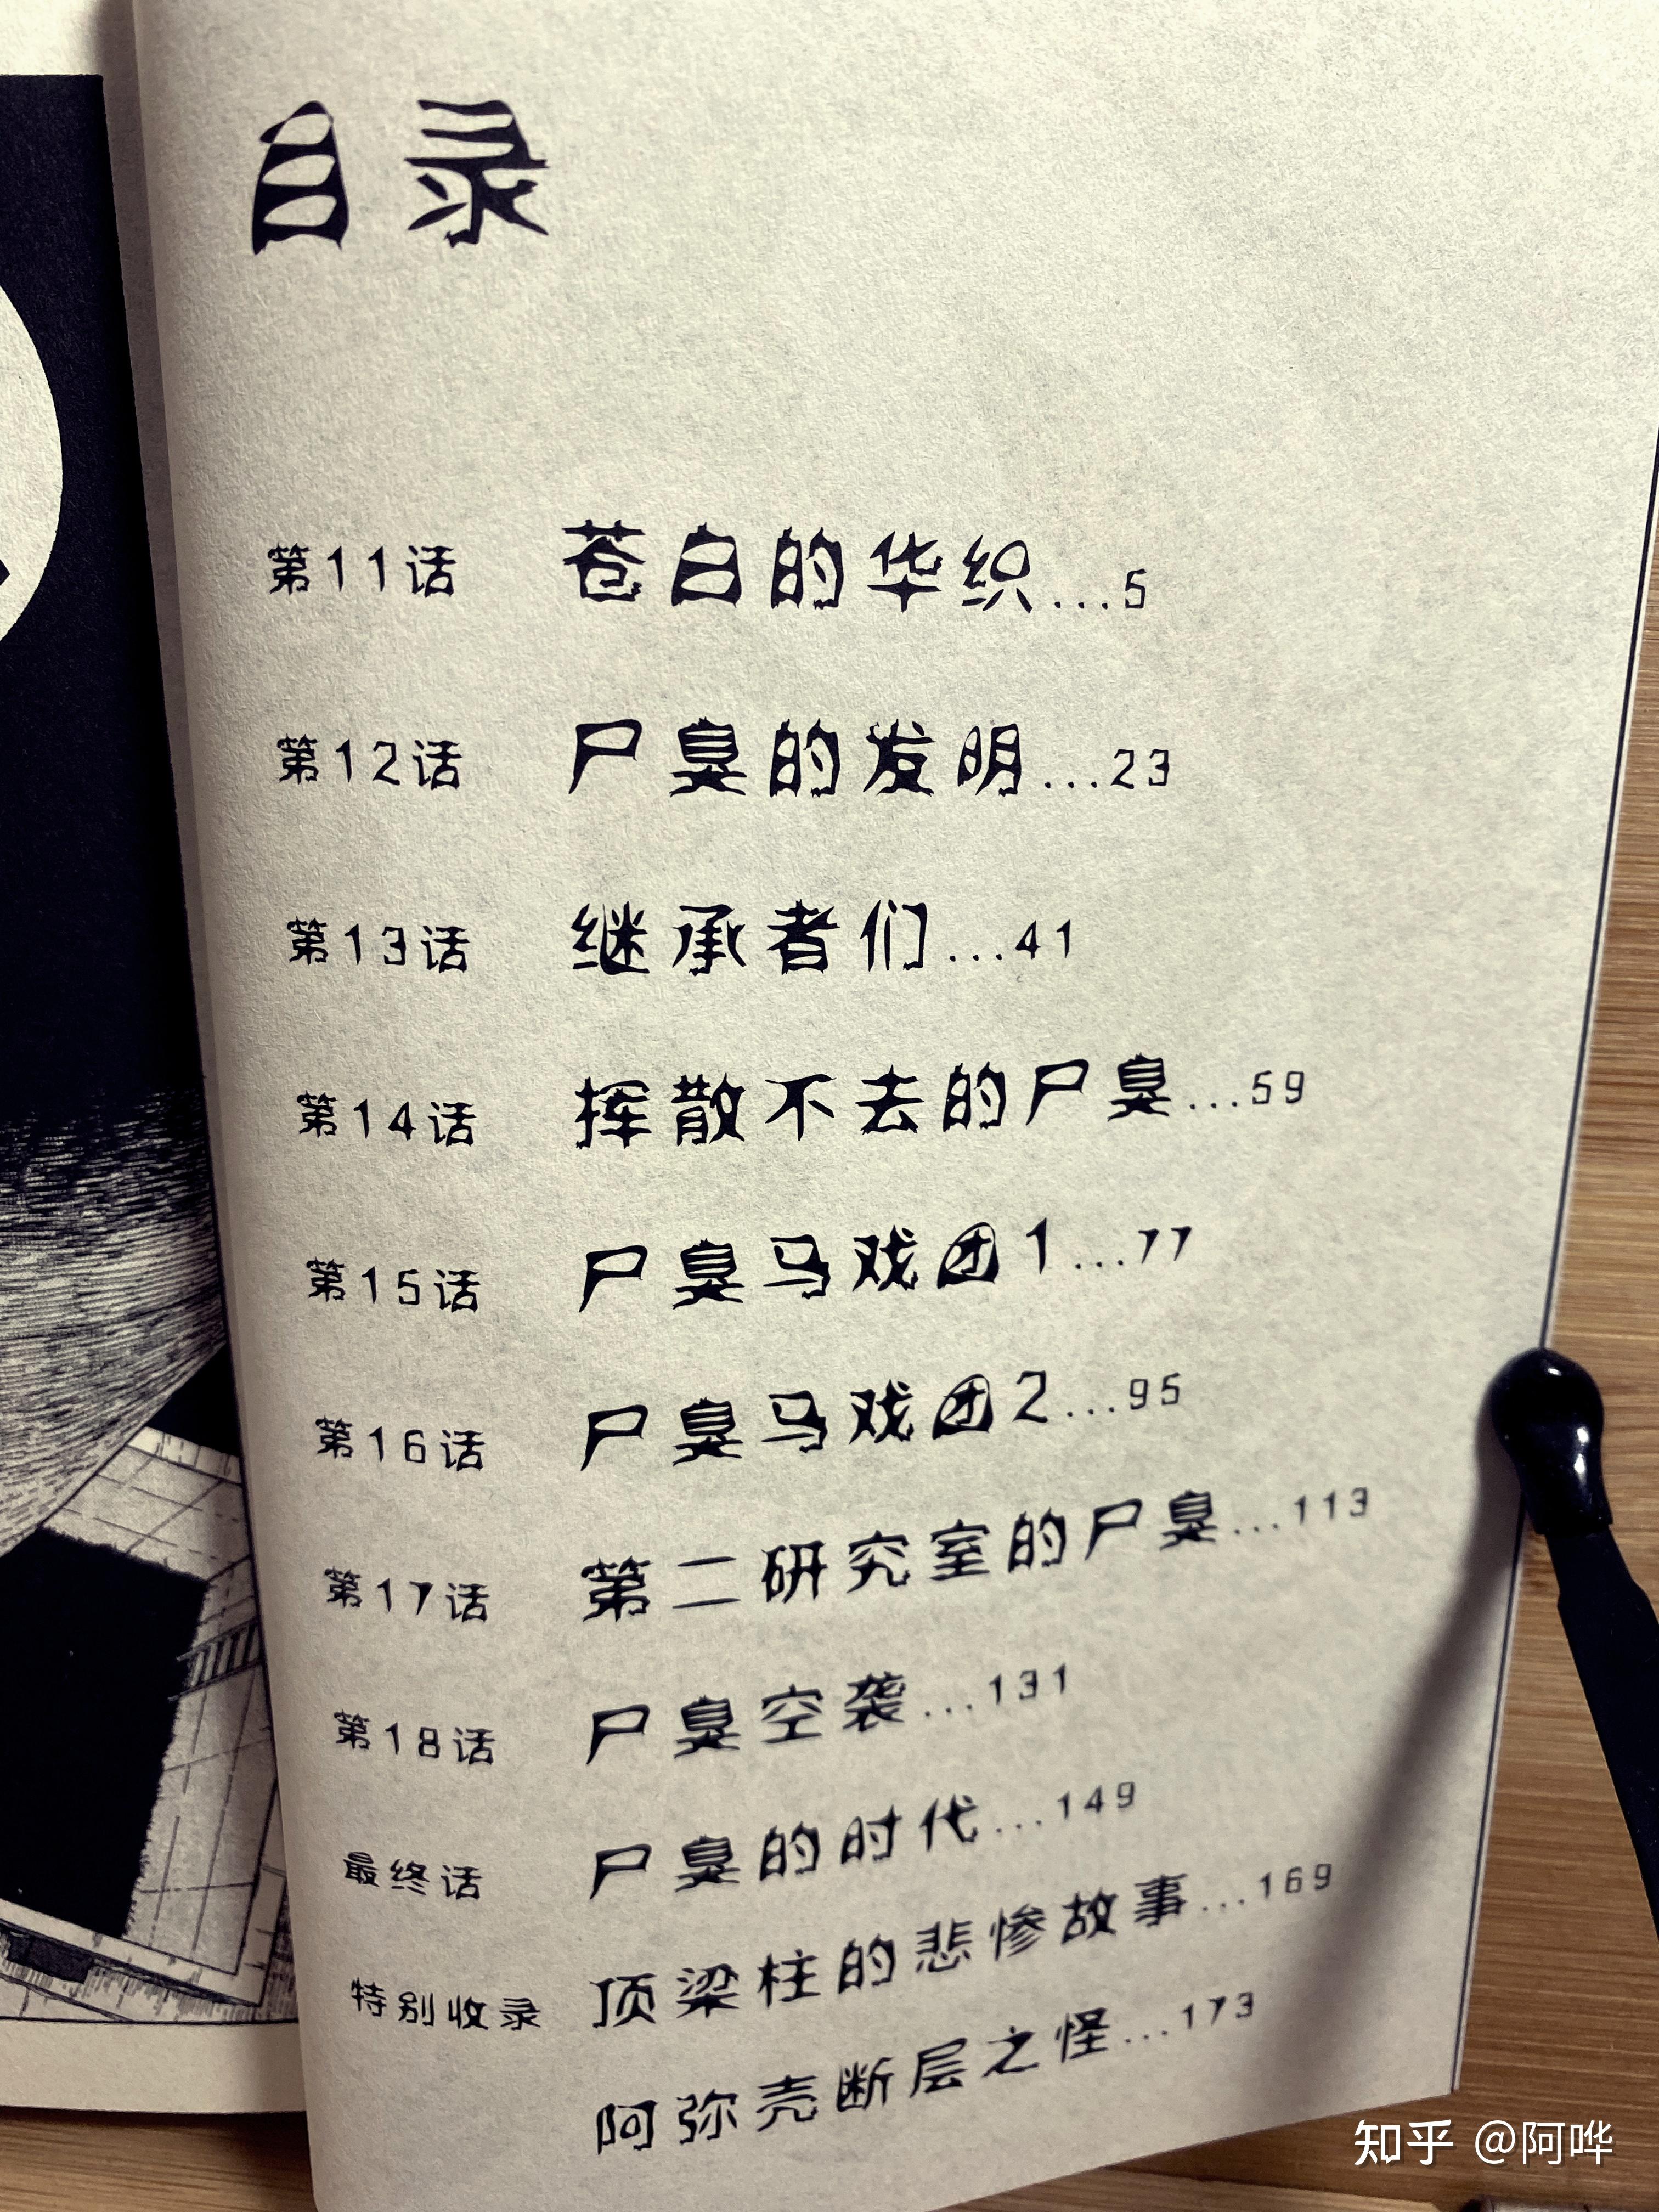 目录
第11话 苍白的华织...5
第12话 尸臭的发明...23
第13话 继承者们...41
第14话 挥散不去的尸臭...59
第15话 尸臭马戏团1...77
第16话 尸臭马戏团2...95
第17话 第二研究室的尸臭...113
第18话 尸臭空袭...131
最终话 尸臭的时代...149
特别收录 顶梁柱的悲惨故事...169
阿弥壳断层之怪...173
知乎 @阿哗